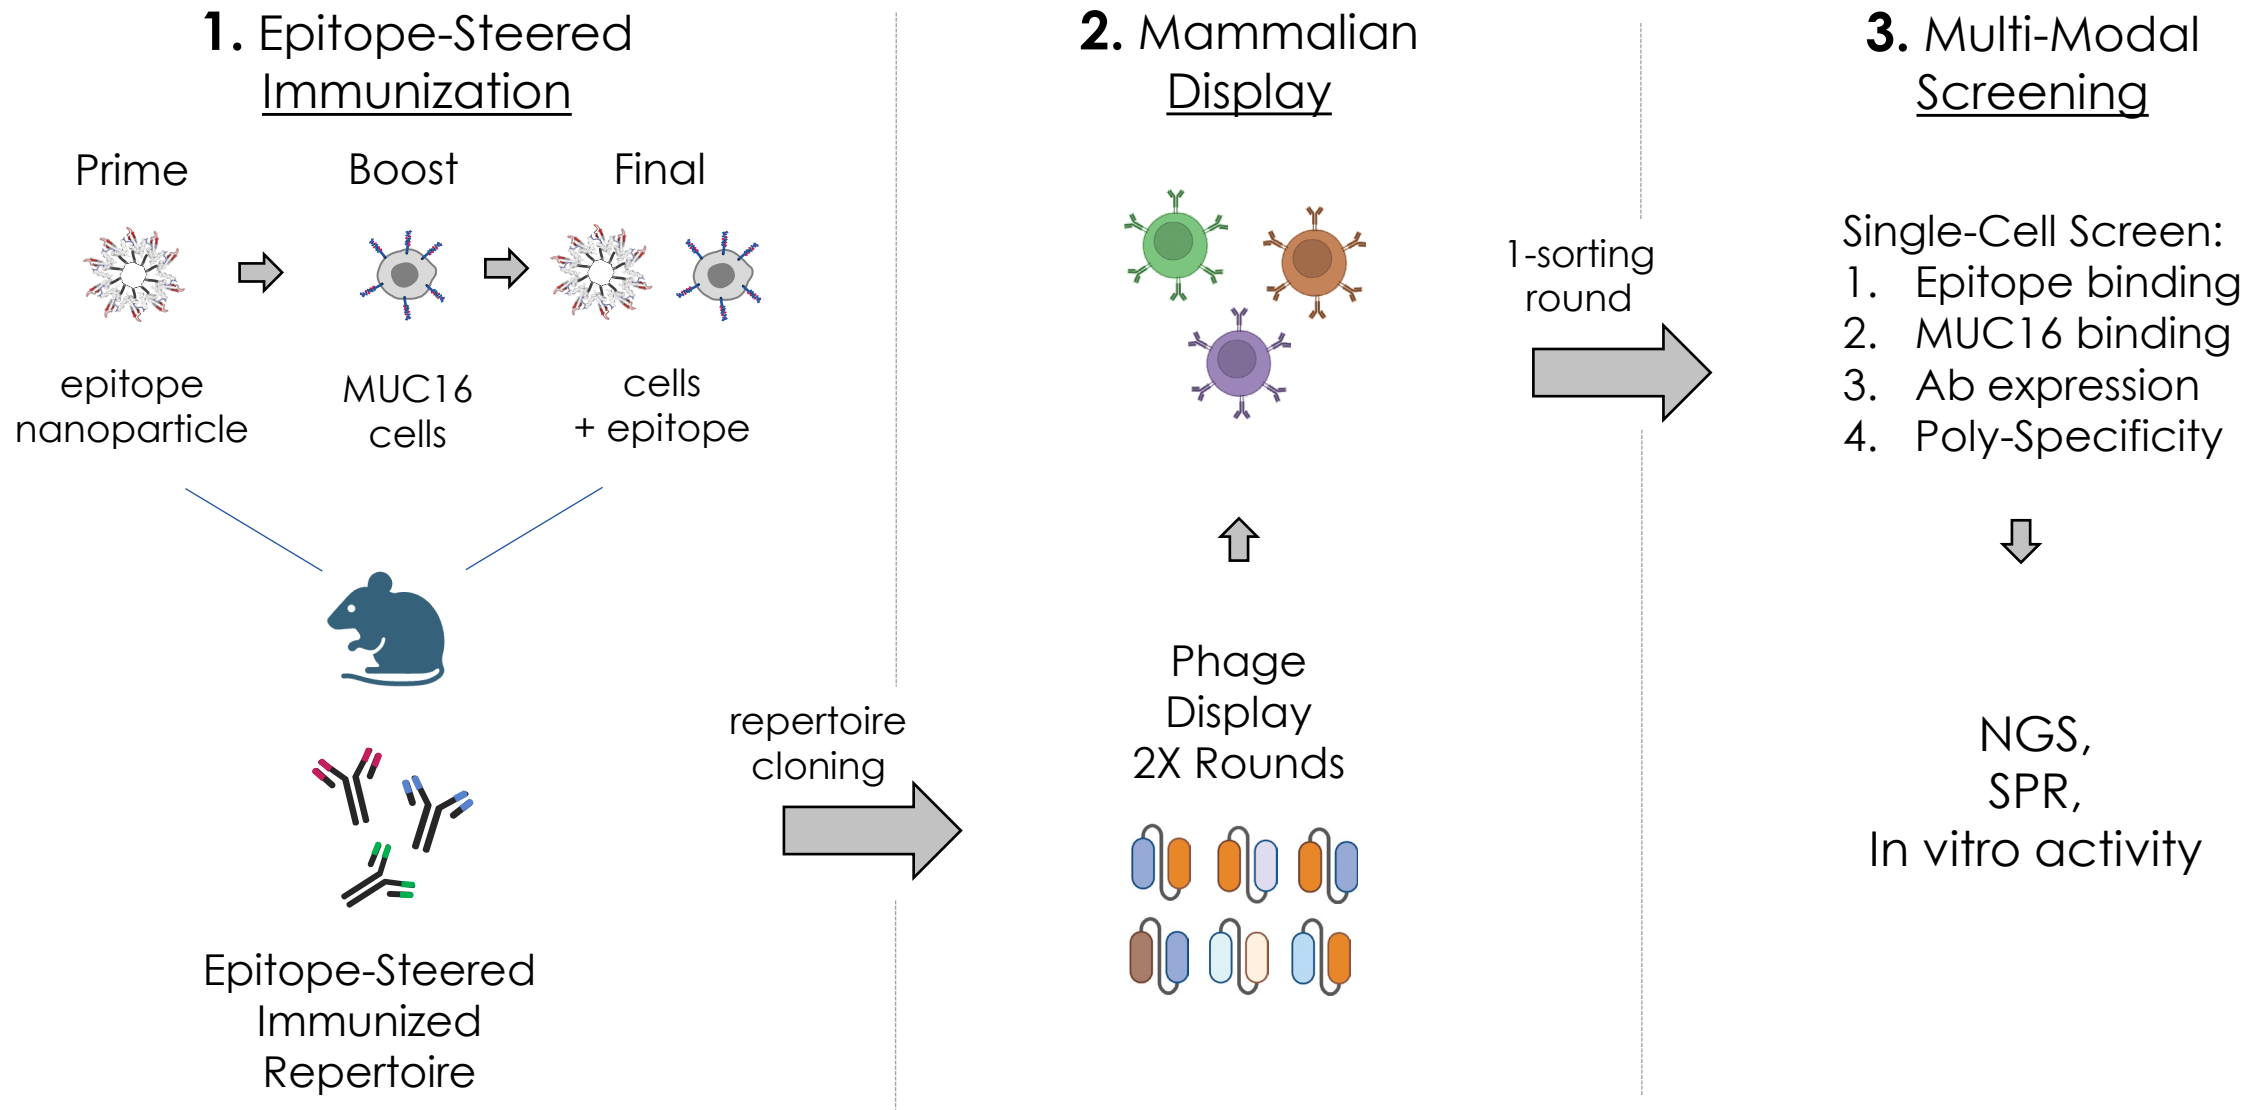 1. Epitope-Steered
Immunization
Prime
Boost
Final
epitope
nanoparticle
MUC16
cells
cells
+ epitope
Epitope-Steered
Immunized
Repertoire
repertoire
cloning
2. Mammalian
Display
Phage
Display
2X Rounds
1-sorting
round
3. Multi-Modal
Screening
Single-Cell Screen:
1. Epitope binding
2. MUC16 binding
3. Ab expression
4. Poly-Specificity
NGS,
SPR,
In vitro activity